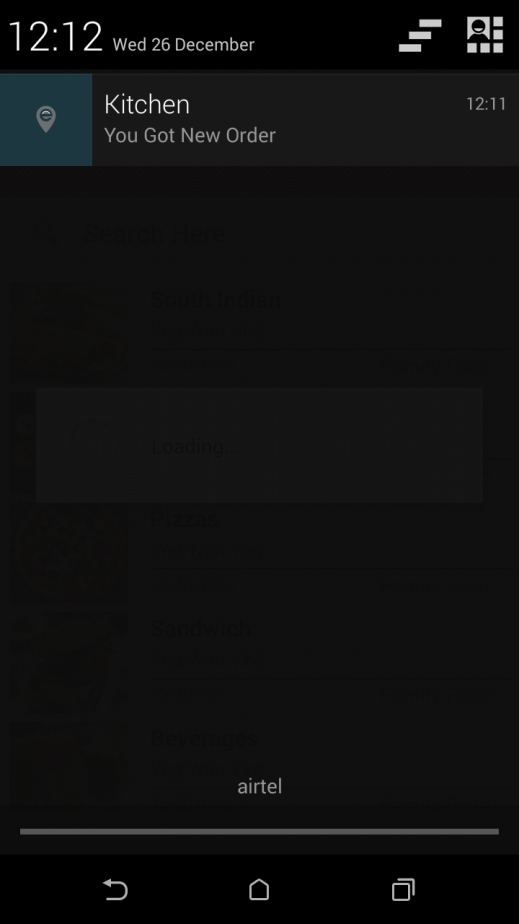 12:12 Wed 26 December
Kitchen 12:11
You Got New Order
Search Here
South Indian
Loading...
Pizzas
Sandwich
Beverages
airtel